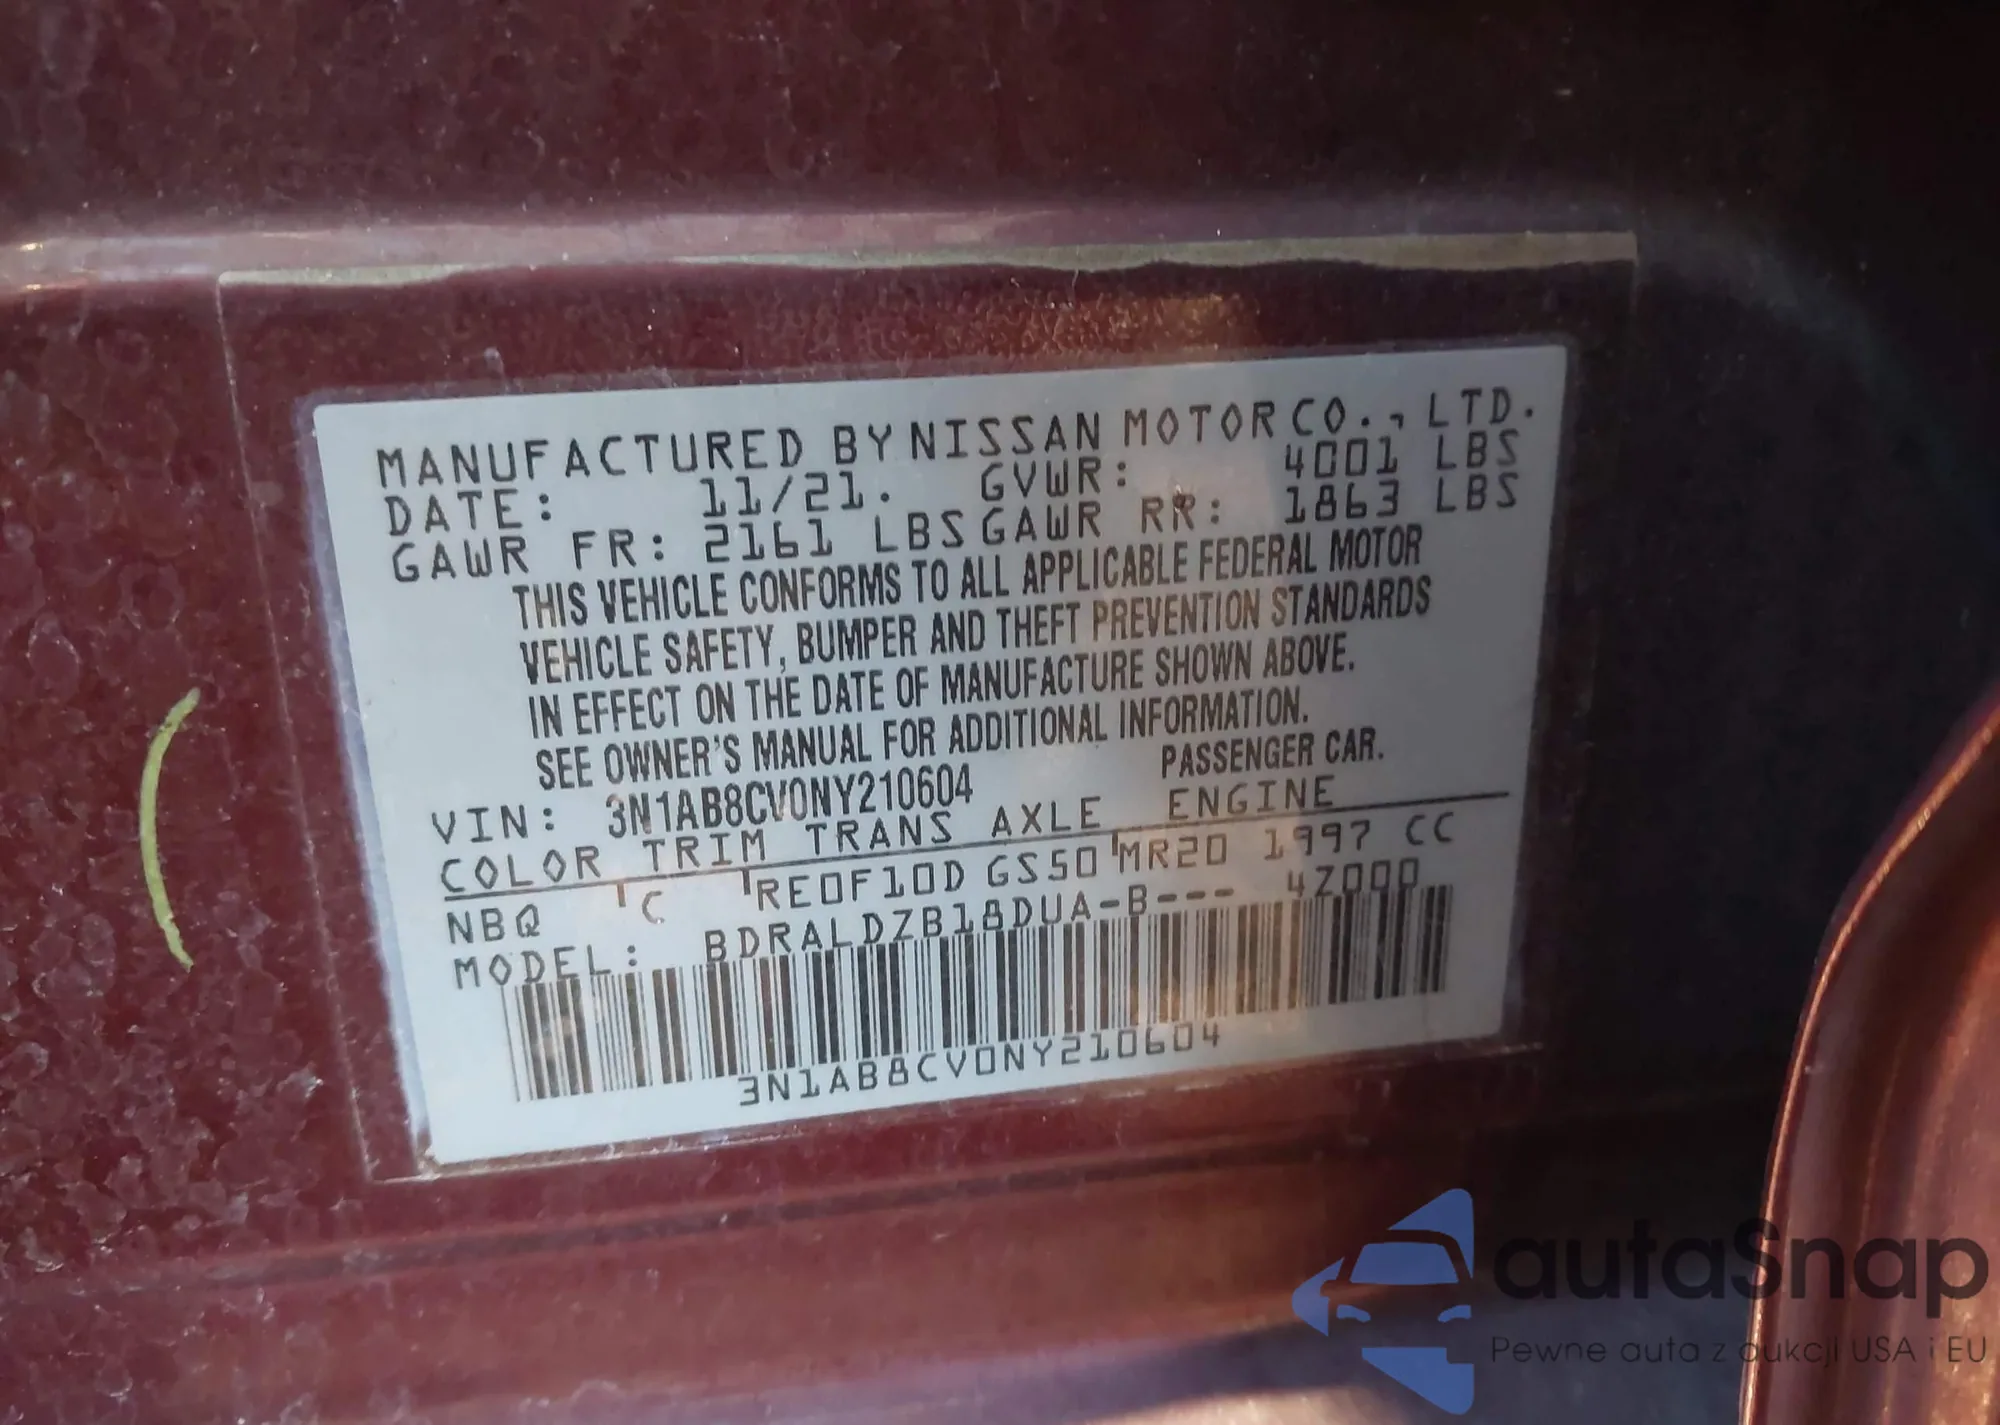 MANUFACTURED BY NISSAN MOTOR CO., LTD.
DATE: 11/21. GVWR: 4001 LBS
GAWR FR: 2161 LBS GAWR RR: 1863 LBS
THIS VEHICLE CONFORMS TO ALL APPLICABLE FEDERAL MOTOR
VEHICLE SAFETY, BUMPER AND THEFT PREVENTION STANDARDS
IN EFFECT ON THE DATE OF MANUFACTURE SHOWN ABOVE.
SEE OWNER'S MANUAL FOR ADDITIONAL INFORMATION.
VIN: 3N1AB8CV0NY210604 PASSENGER CAR.
COLOR TRIM TRANS AXLE ENGINE
NBQ C RE0F10D GS50 MR20 1997 CC
MODEL: BDRALDZB18DUA-B--- 4Z000
3N1AB8CV0NY210604
autaSnap
Pewne auta z aukcji USA i EU